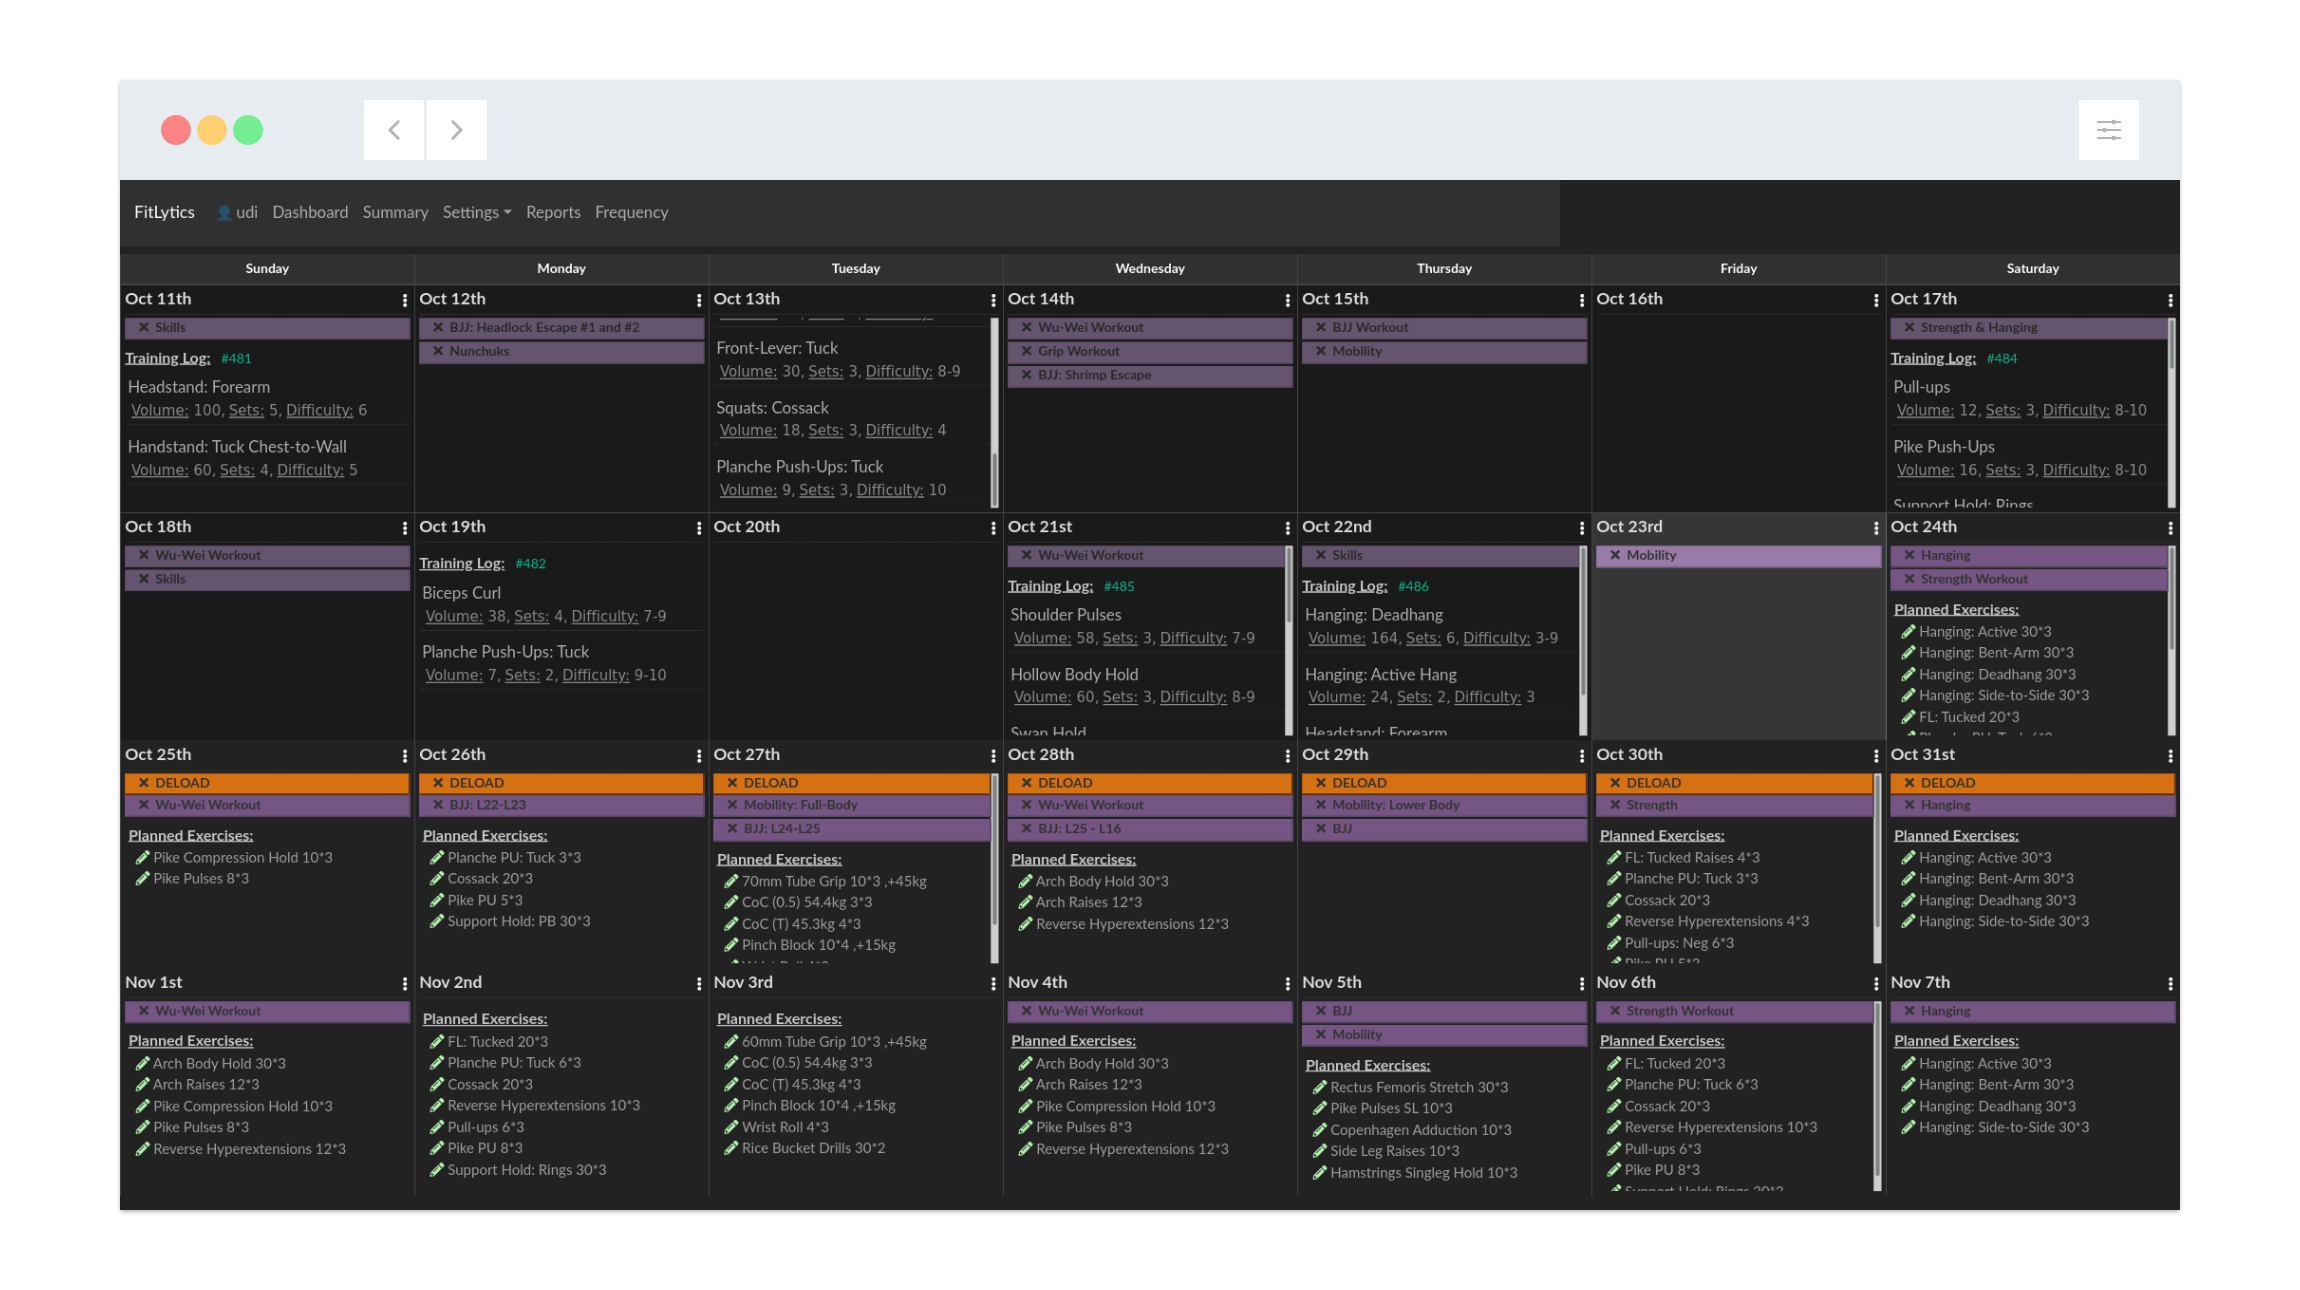 FitLytics udi Dashboard Summary Settings Reports Frequency
Sunday Monday Tuesday Wednesday Thursday Friday Saturday
Oct 11th
Skills
Training Log: #481
Headstand: Forearm
Volume: 100, Sets: 5, Difficulty: 6
Handstand: Tuck Chest-to-Wall
Volume: 60, Sets: 4, Difficulty: 5
Oct 12th
BJJ: Headlock Escape #1 and #2
Nunchuks
Oct 13th
Front-Lever: Tuck
Volume: 30, Sets: 3, Difficulty: 8-9
Squats: Cossack
Volume: 18, Sets: 3, Difficulty: 4
Planche Push-Ups: Tuck
Volume: 9, Sets: 3, Difficulty: 10
Oct 14th
Wu-Wei Workout
Grip Workout
BJJ: Shrimp Escape
Oct 15th
BJJ Workout
Mobility
Oct 16th
Oct 17th
Strength & Hanging
Training Log: #484
Pull-ups
Volume: 12, Sets: 3, Difficulty: 8-10
Pike Push-Ups
Volume: 16, Sets: 3, Difficulty: 8-10
Support Hold: Rings
Oct 18th
Wu-Wei Workout
Skills
Oct 19th
Training Log: #482
Biceps Curl
Volume: 38, Sets: 4, Difficulty: 7-9
Planche Push-Ups: Tuck
Volume: 7, Sets: 2, Difficulty: 9-10
Oct 20th
Oct 21st
Wu-Wei Workout
Training Log: #485
Shoulder Pulses
Volume: 58, Sets: 3, Difficulty: 7-9
Hollow Body Hold
Volume: 60, Sets: 3, Difficulty: 8-9
Swan Hold
Oct 22nd
Skills
Training Log: #486
Hanging: Deadhang
Volume: 164, Sets: 6, Difficulty: 3-9
Hanging: Active Hang
Volume: 24, Sets: 2, Difficulty: 3
Headstand: Forearm
Oct 23rd
Mobility
Oct 24th
Hanging
Strength Workout
Planned Exercises:
Hanging: Active 30*3
Hanging: Bent-Arm 30*3
Hanging: Deadhang 30*3
Hanging: Side-to-Side 30*3
FL: Tucked 20*3
Oct 25th
DELOAD
Wu-Wei Workout
Planned Exercises:
Pike Compression Hold 10*3
Pike Pulses 8*3
Oct 26th
DELOAD
BJJ: L22-L23
Planned Exercises:
Planche PU: Tuck 3*3
Cossack 20*3
Pike PU 5*3
Support Hold: PB 30*3
Oct 27th
DELOAD
Mobility: Full-Body
BJJ: L24-L25
Planned Exercises:
70mm Tube Grip 10*3 ,+45kg
CoC (0.5) 54.4kg 3*3
CoC (T) 45.3kg 4*3
Pinch Block 10*4 ,+15kg
Oct 28th
DELOAD
Wu-Wei Workout
BJJ: L25 - L16
Planned Exercises:
Arch Body Hold 30*3
Arch Raises 12*3
Reverse Hyperextensions 12*3
Oct 29th
DELOAD
Mobility: Lower Body
BJJ
Oct 30th
DELOAD
Strength
Planned Exercises:
FL: Tucked Raises 4*3
Planche PU: Tuck 3*3
Cossack 20*3
Reverse Hyperextensions 4*3
Pull-ups: Neg 6*3
Pike PU 5*3
Oct 31st
DELOAD
Hanging
Planned Exercises:
Hanging: Active 30*3
Hanging: Bent-Arm 30*3
Hanging: Deadhang 30*3
Hanging: Side-to-Side 30*3
Nov 1st
Wu-Wei Workout
Planned Exercises:
Arch Body Hold 30*3
Arch Raises 12*3
Pike Compression Hold 10*3
Pike Pulses 8*3
Reverse Hyperextensions 12*3
Nov 2nd
Planned Exercises:
FL: Tucked 20*3
Planche PU: Tuck 6*3
Cossack 20*3
Reverse Hyperextensions 10*3
Pull-ups 6*3
Pike PU 8*3
Support Hold: Rings 30*3
Nov 3rd
Planned Exercises:
60mm Tube Grip 10*3 ,+45kg
CoC (0.5) 54.4kg 3*3
CoC (T) 45.3kg 4*3
Pinch Block 10*4 ,+15kg
Wrist Roll 4*3
Rice Bucket Drills 30*2
Nov 4th
Wu-Wei Workout
Planned Exercises:
Arch Body Hold 30*3
Arch Raises 12*3
Pike Compression Hold 10*3
Pike Pulses 8*3
Reverse Hyperextensions 12*3
Nov 5th
BJJ
Mobility
Planned Exercises:
Rectus Femoris Stretch 30*3
Pike Pulses SL 10*3
Copenhagen Adduction 10*3
Side Leg Raises 10*3
Hamstrings Singleg Hold 10*3
Nov 6th
Strength Workout
Planned Exercises:
FL: Tucked 20*3
Planche PU: Tuck 6*3
Cossack 20*3
Reverse Hyperextensions 10*3
Pull-ups 6*3
Pike PU 8*3
Support Hold: Rings 30*3
Nov 7th
Hanging
Planned Exercises:
Hanging: Active 30*3
Hanging: Bent-Arm 30*3
Hanging: Deadhang 30*3
Hanging: Side-to-Side 30*3